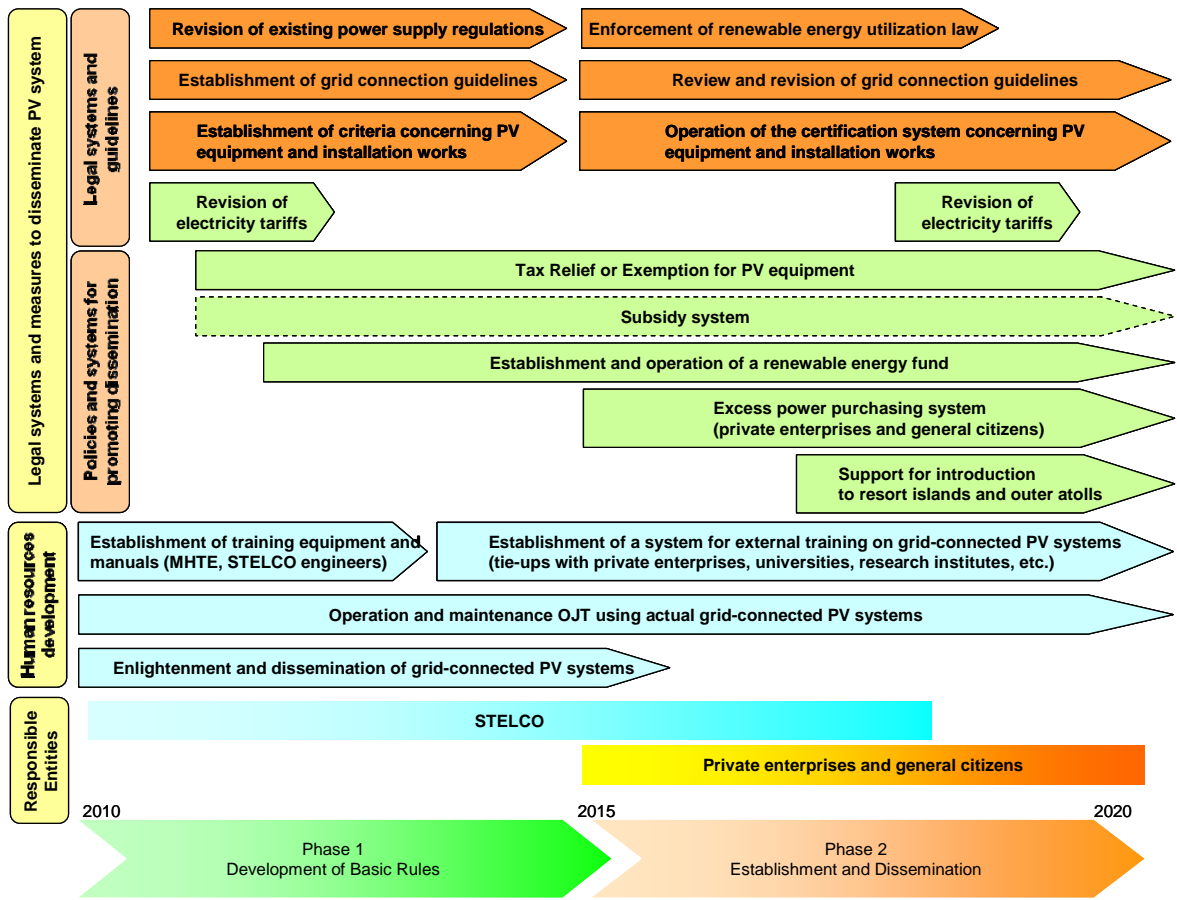 Legal systems and measures to disseminate PV system
Legal systems and
guidelines
Revision of existing power supply regulations
Enforcement of renewable energy utilization law
Establishment of grid connection guidelines
Review and revision of grid connection guidelines
Establishment of criteria concerning PV
equipment and installation works
Operation of the certification system concerning PV
equipment and installation works
Revision of
electricity tariffs
Revision of
electricity tariffs
Policies and systems for
promoting dissemination
Tax Relief or Exemption for PV equipment
Subsidy system
Establishment and operation of a renewable energy fund
Excess power purchasing system
(private enterprises and general citizens)
Support for introduction
to resort islands and outer atolls
Human resources
development
Establishment of training equipment and
manuals (MHTE, STELCO engineers)
Establishment of a system for external training on grid-connected PV systems
(tie-ups with private enterprises, universities, research institutes, etc.)
Operation and maintenance OJT using actual grid-connected PV systems
Enlightenment and dissemination of grid-connected PV systems
Responsible
Entities
STELCO
Private enterprises and general citizens
2010
2015
2020
Phase 1
Development of Basic Rules
Phase 2
Establishment and Dissemination